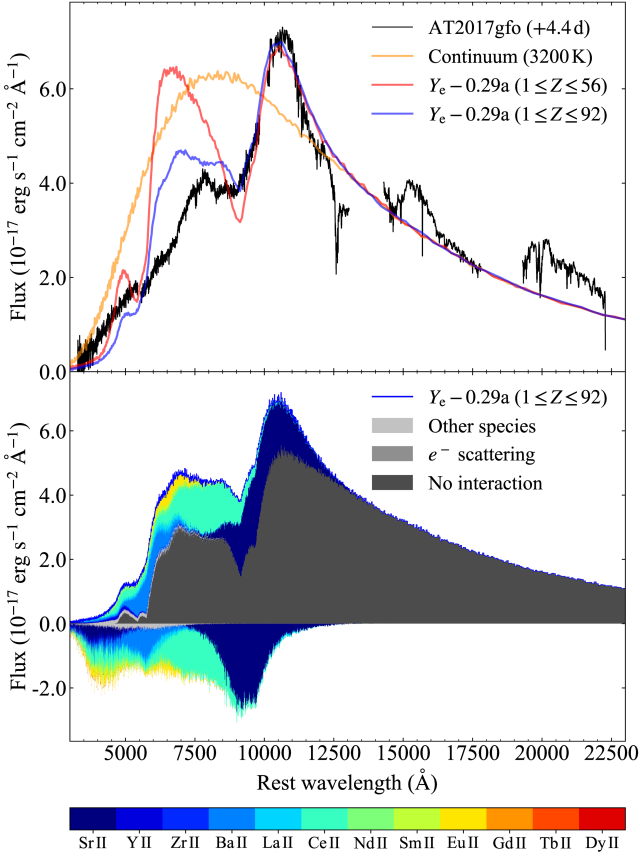 AT2017gfo (+4.4 d)
Continuum (3200 K)
Yₑ − 0.29a (1 ≤ Z ≤ 56)
Yₑ − 0.29a (1 ≤ Z ≤ 92)
Flux (10⁻¹⁷ erg s⁻¹ cm⁻² Å⁻¹)
6.0
4.0
2.0
0.0
Yₑ − 0.29a (1 ≤ Z ≤ 92)
Other species
e⁻ scattering
No interaction
Flux (10⁻¹⁷ erg s⁻¹ cm⁻² Å⁻¹)
6.0
4.0
2.0
0.0
-2.0
5000 7500 10000 12500 15000 17500 20000 22500
Rest wavelength (Å)
Sr II Y II Zr II Ba II La II Ce II Nd II Sm II Eu II Gd II Tb II Dy II